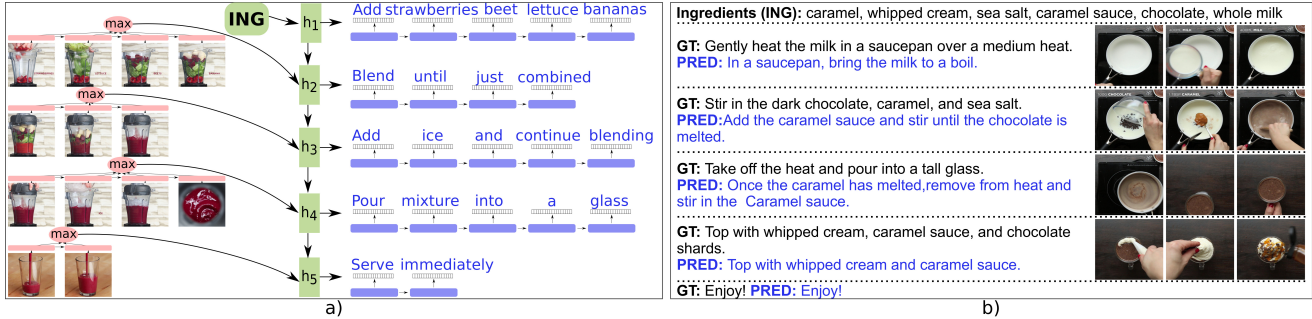 max
ING
h1
Add strawberries beet lettuce bananas
h2
Blend until just combined
max
h3
Add ice and continue blending
max
h4
Pour mixture into a glass
max
h5
Serve immediately
a)
Ingredients (ING): caramel, whipped cream, sea salt, caramel sauce, chocolate, whole milk
GT: Gently heat the milk in a saucepan over a medium heat.
PRED: In a saucepan, bring the milk to a boil.
GT: Stir in the dark chocolate, caramel, and sea salt.
PRED:Add the caramel sauce and stir until the chocolate is
melted.
CHOCOLATE
CARAMEL
GT: Take off the heat and pour into a tall glass.
PRED: Once the caramel has melted,remove from heat and
stir in the Caramel sauce.
GT: Top with whipped cream, caramel sauce, and chocolate
shards.
PRED: Top with whipped cream and caramel sauce.
GT: Enjoy! PRED: Enjoy!
b)